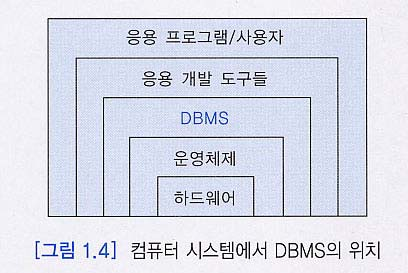 응용 프로그램/사용자
응용 개발 도구들
DBMS
운영체제
하드웨어
[그림 1.4] 컴퓨터 시스템에서 DBMS의 위치